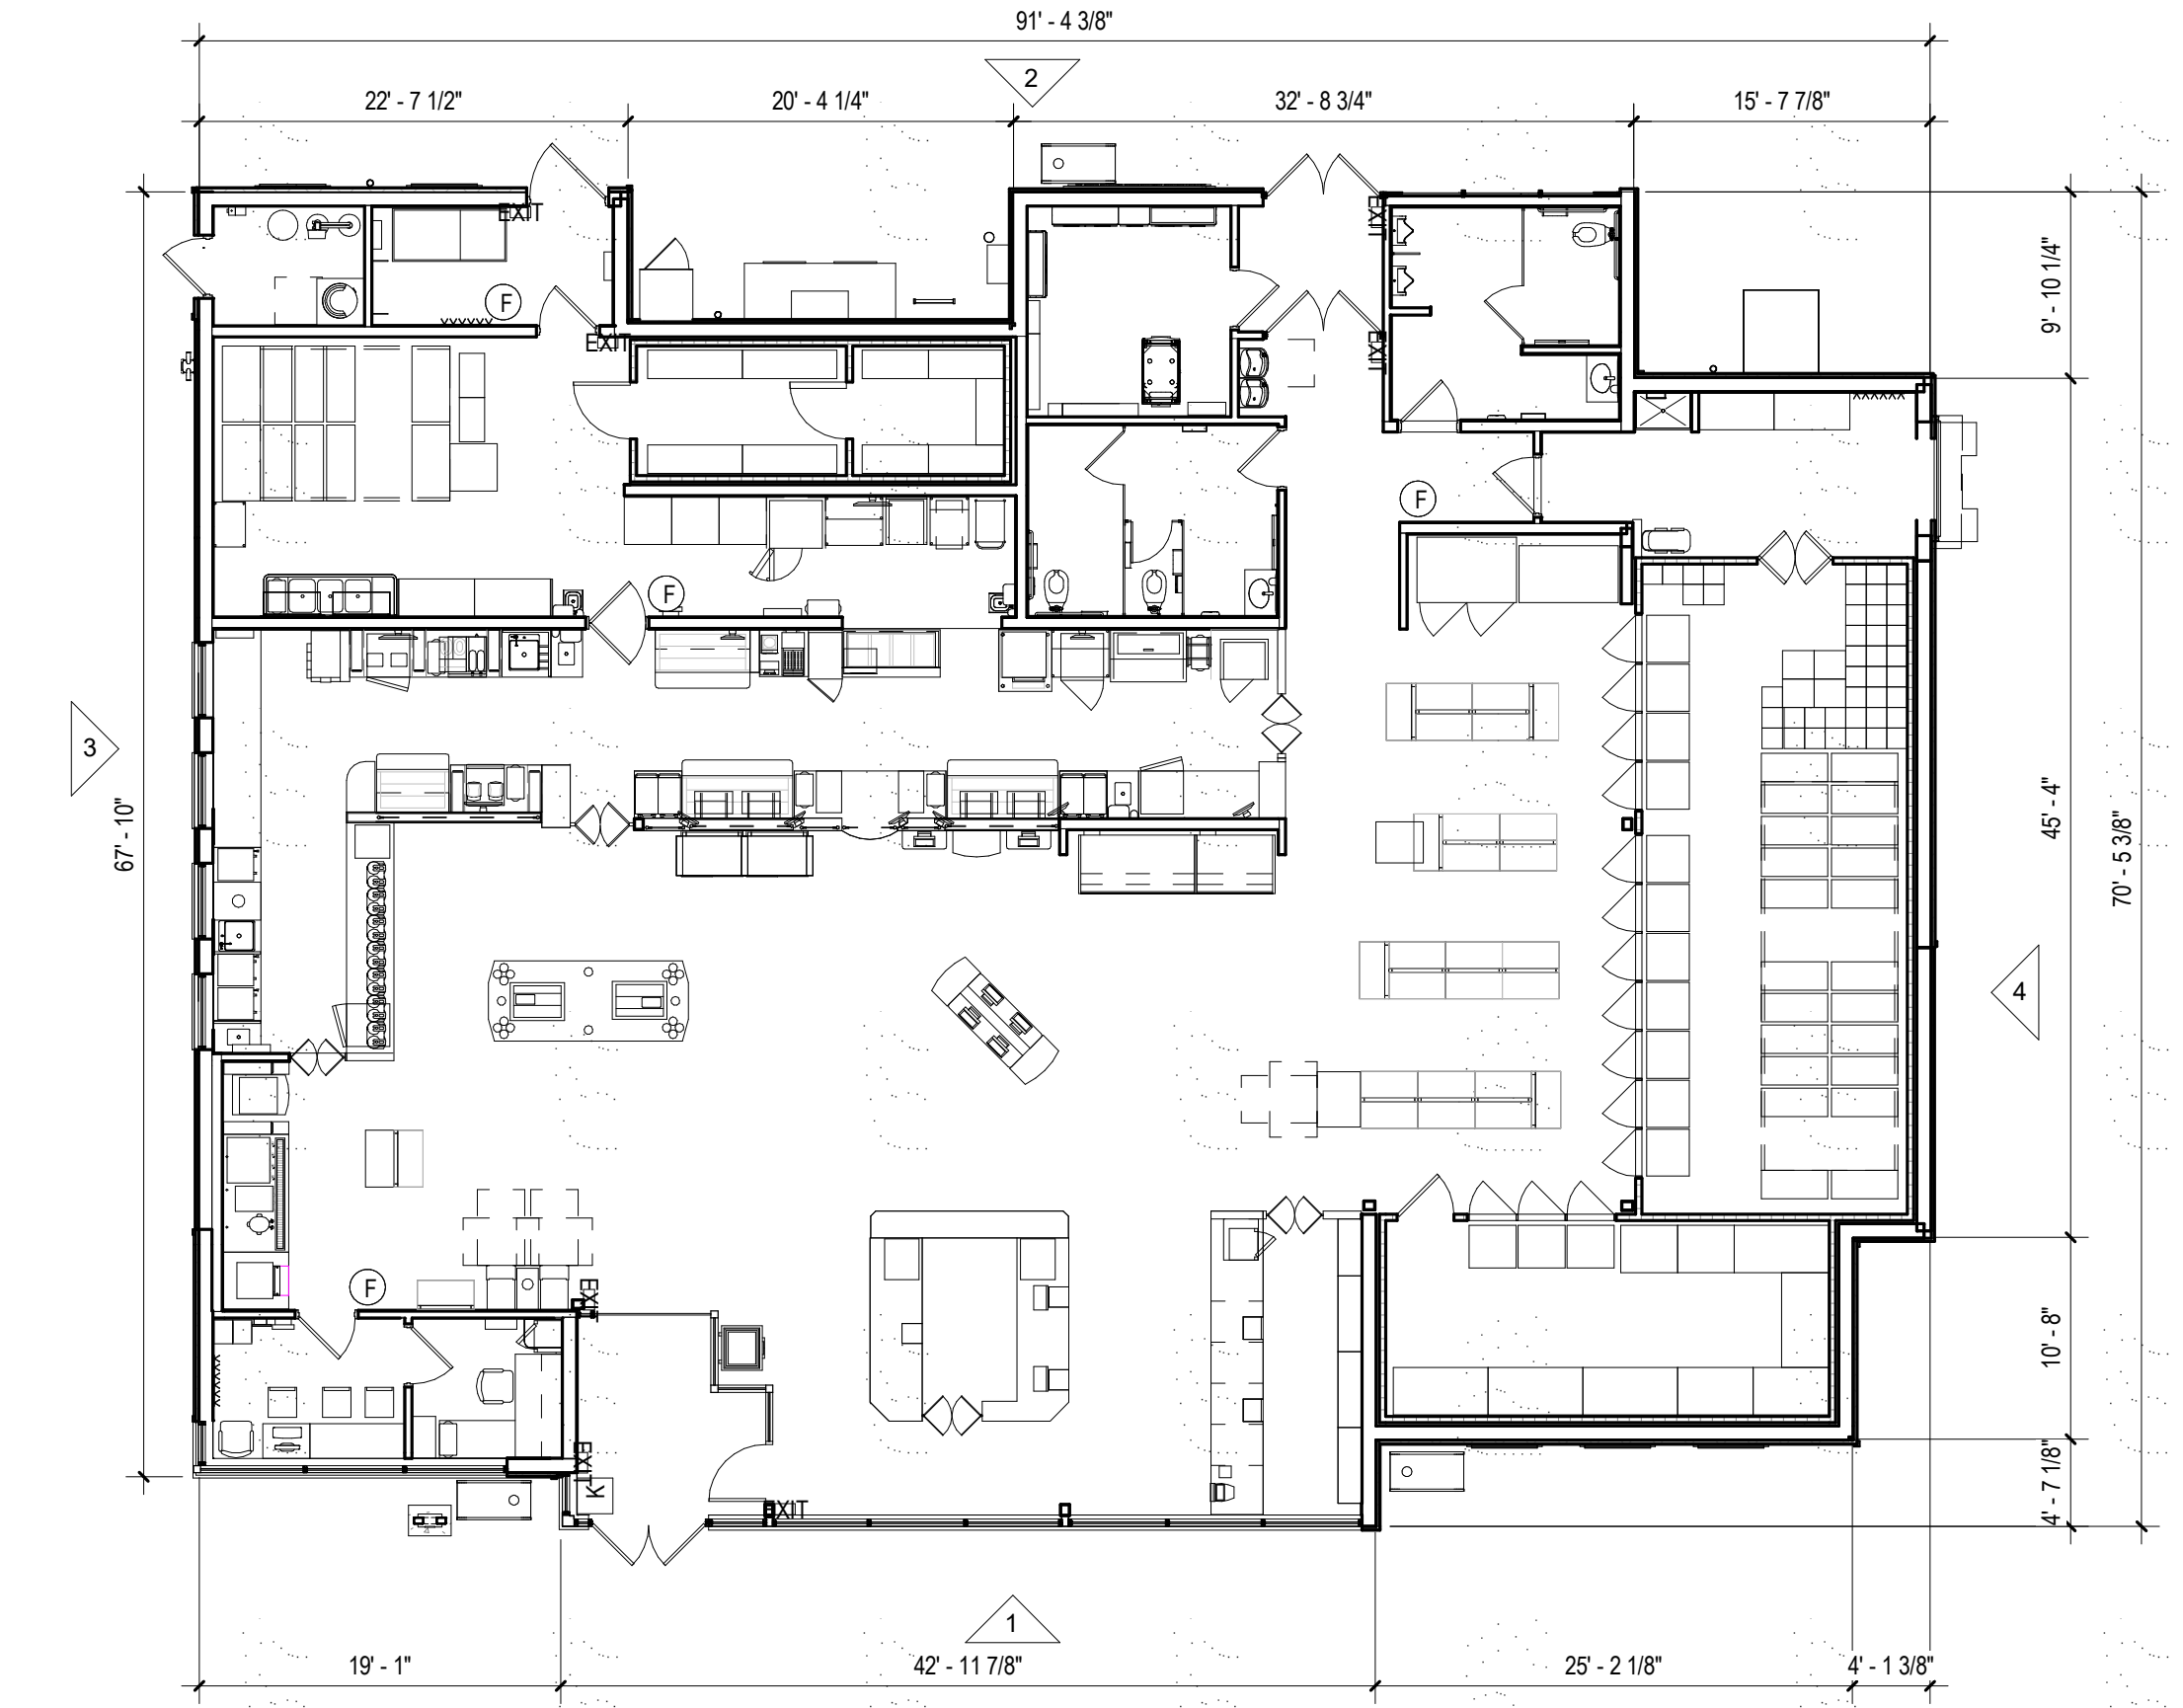 91' - 4 3/8"
2
22' - 7 1/2"
20' - 4 1/4"
32' - 8 3/4"
15' - 7 7/8"
EXIT
EXIT
9' - 10 1/4"
F
EXIT
EXIT
F
F
3
67' - 10"
45' - 4"
70' - 5 3/8"
4
F
EXIT
10' - 8"
EXIT
K
EXIT
4' - 7 1/8"
1
19' - 1"
42' - 11 7/8"
25' - 2 1/8"
4' - 1 3/8"